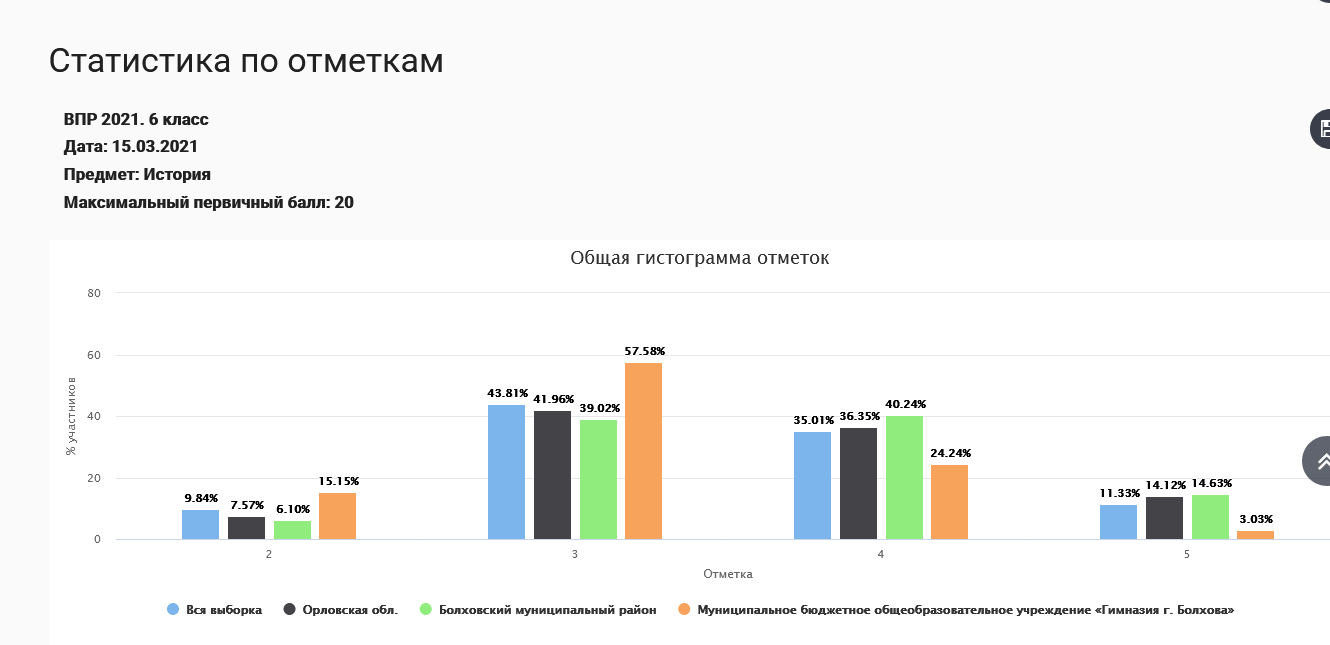 Статистика по отметкам
ВПР 2021. 6 класс
Дата: 15.03.2021
Предмет: История
Максимальный первичный балл: 20
Общая гистограмма отметок
80
60
40
20
0
% участников
9.84% 7.57% 6.10% 15.15%
43.81% 41.96% 39.02% 57.58%
35.01% 36.35% 40.24% 24.24%
11.33% 14.12% 14.63% 3.03%
2 3 4 5
Отметка
Вся выборка Орловская обл. Болховский муниципальный район Муниципальное бюджетное общеобразовательное учреждение «Гимназия г. Болхова»